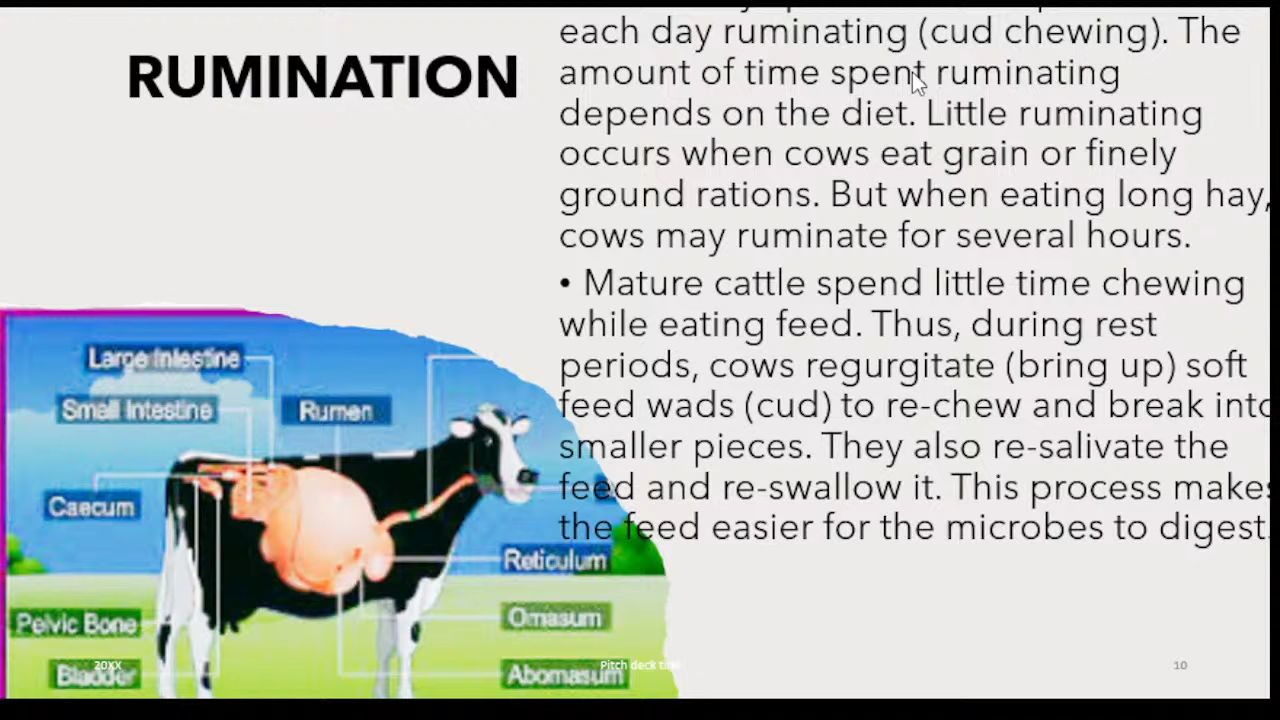 RUMINATION
each day ruminating (cud chewing). The
amount of time spent ruminating
depends on the diet. Little ruminating
occurs when cows eat grain or finely
ground rations. But when eating long hay,
cows may ruminate for several hours.
• Mature cattle spend little time chewing
while eating feed. Thus, during rest
periods, cows regurgitate (bring up) soft
feed wads (cud) to re-chew and break into
smaller pieces. They also re-salivate the
feed and re-swallow it. This process makes
the feed easier for the microbes to digest.
Large Intestine
Small Intestine
Rumen
Caecum
Reticulum
Pelvic Bone
Omasum
Bladder
Abomasum
20XX
Pitch deck title
10